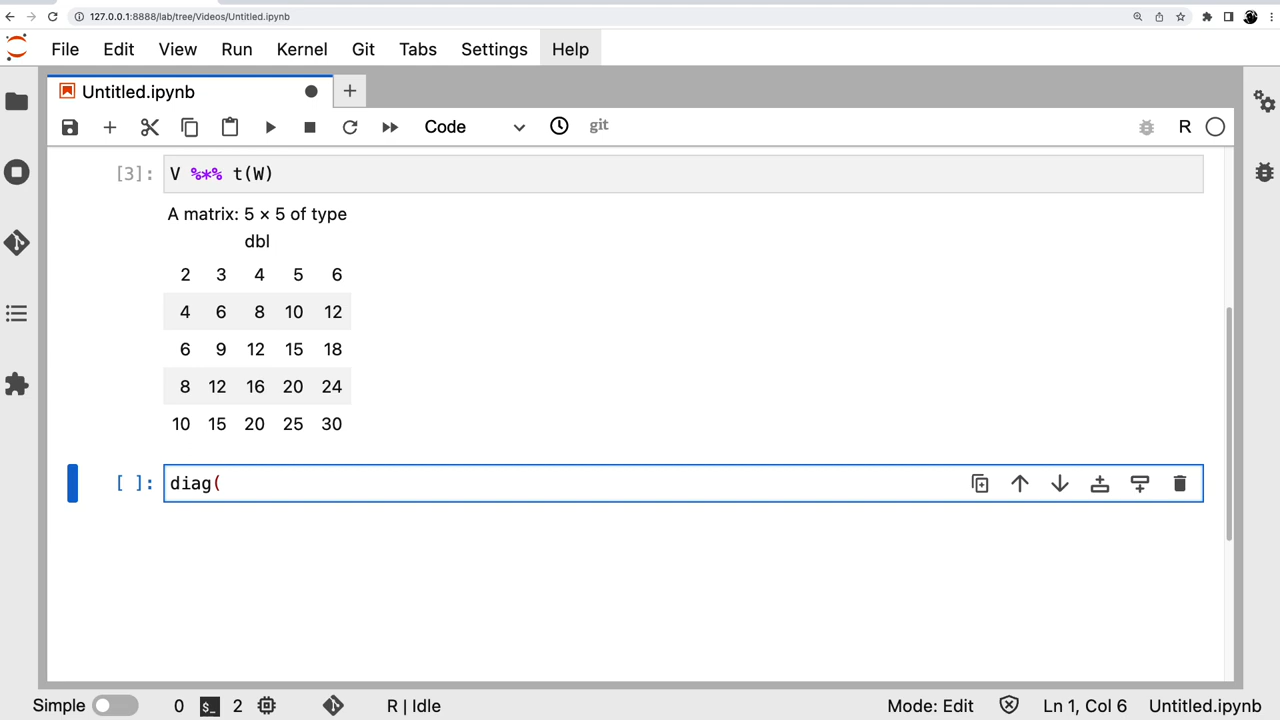 127.0.0.1:8888/lab/tree/Videos/Untitled.ipynb
File Edit View Run Kernel Git Tabs Settings Help
Untitled.ipynb
Code git R
[3]: V %*% t(W)
A matrix: 5 × 5 of type
dbl
2 3 4 5 6
4 6 8 10 12
6 9 12 15 18
8 12 16 20 24
10 15 20 25 30
[ ]: diag(
Simple 0 $_ 2 R | Idle Mode: Edit Ln 1, Col 6 Untitled.ipynb